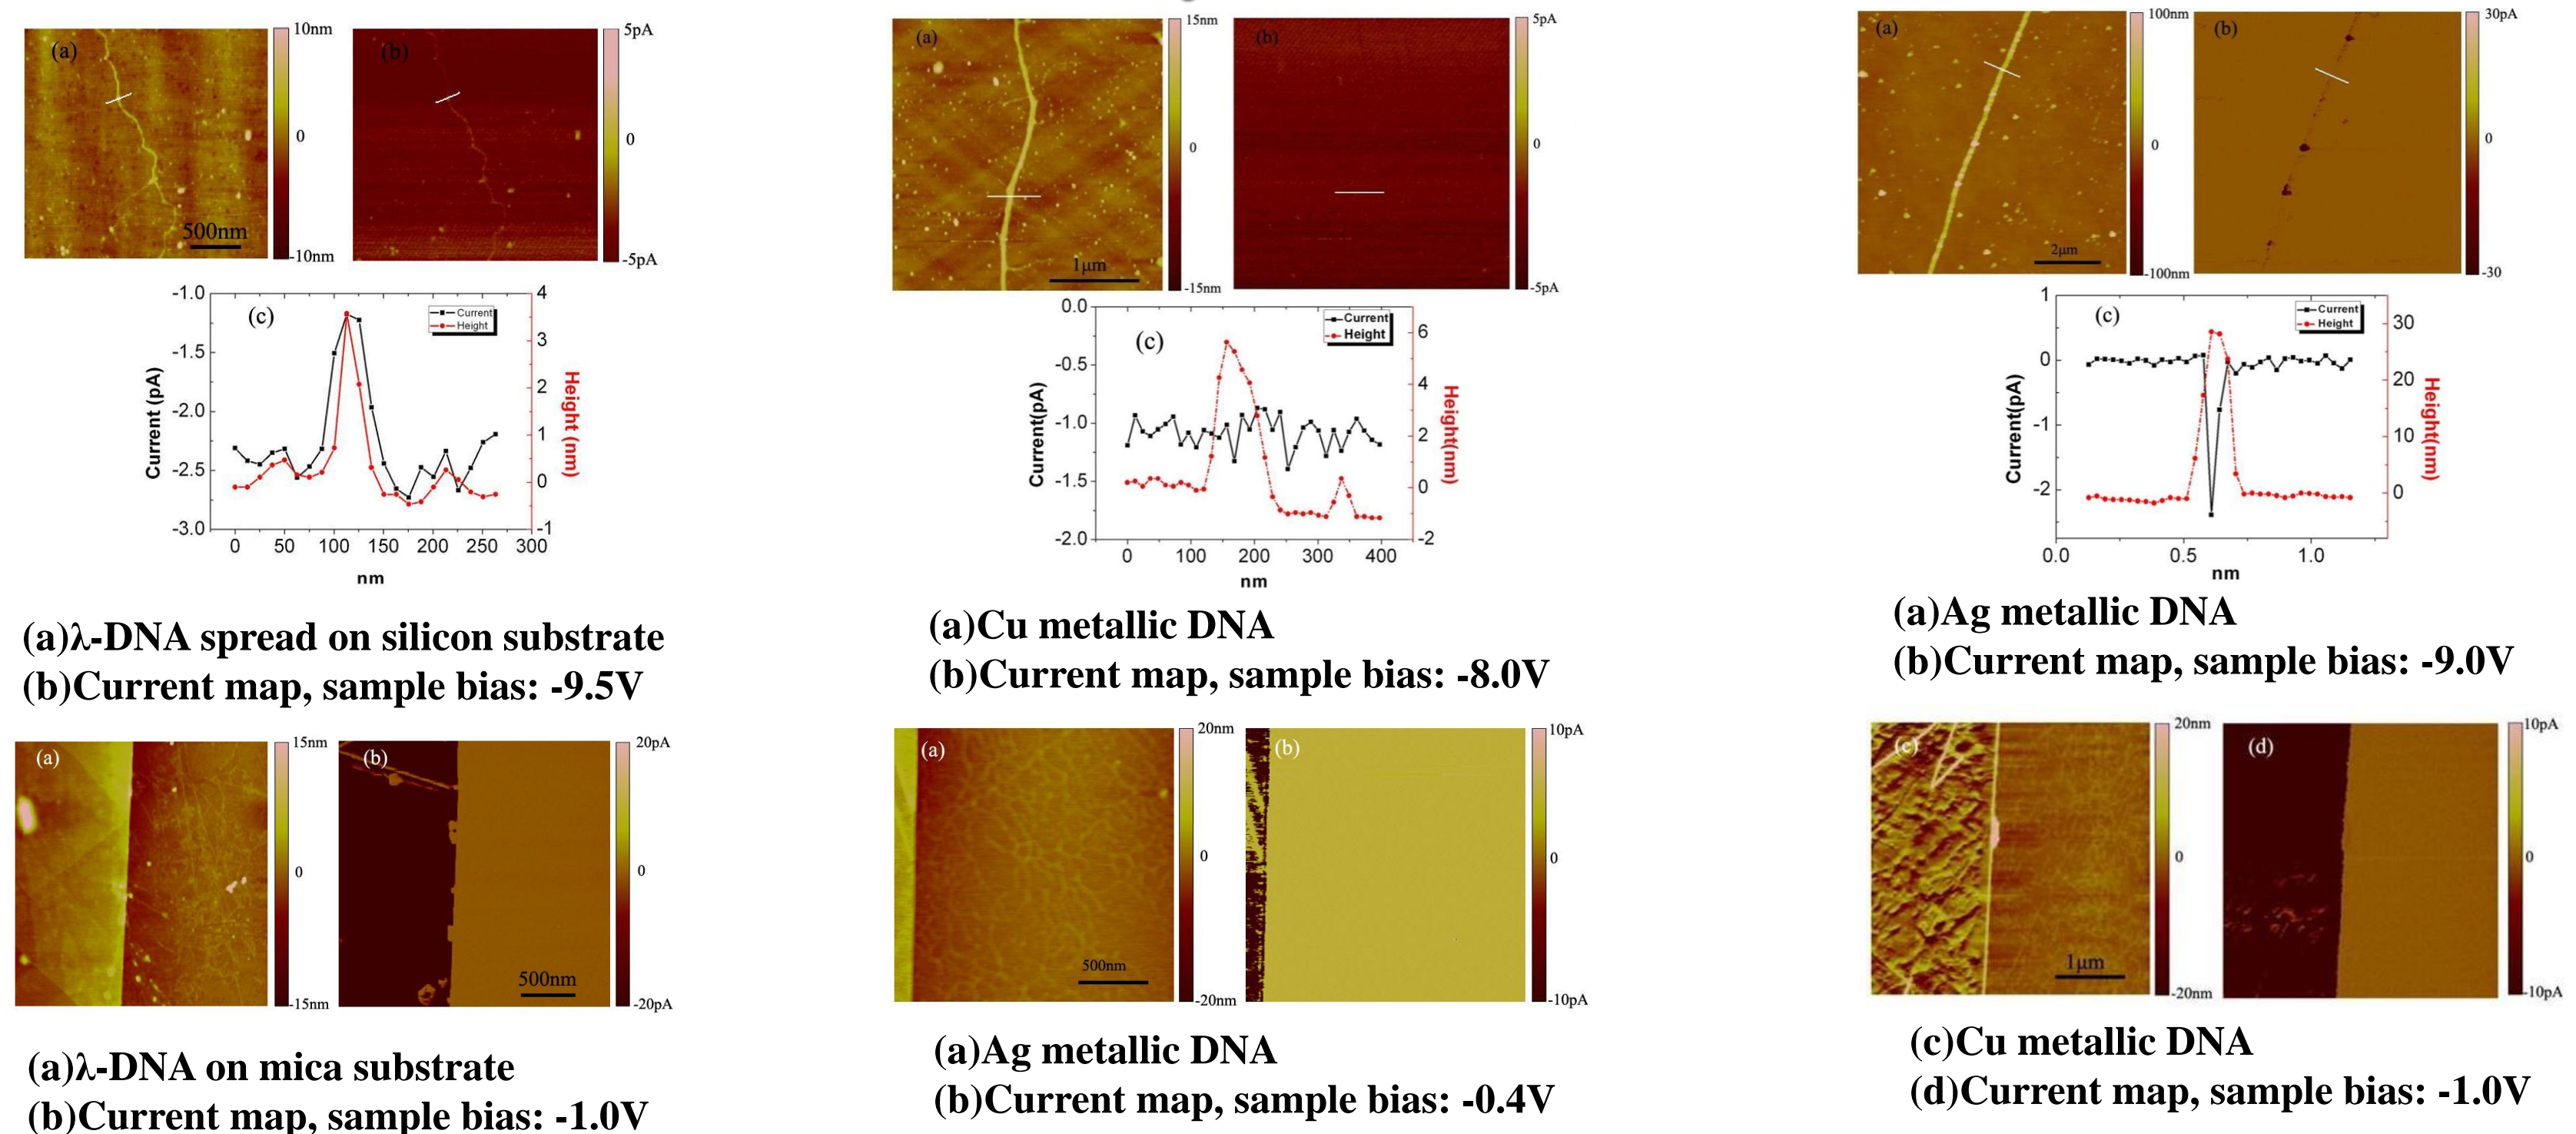 (a)
10nm
0
-10nm
500nm
(b)
5pA
0
-5pA
(c)
Current
Height
-1.0
-1.5
-2.0
-2.5
-3.0
Current (pA)
4
3
2
1
0
-1
Height (nm)
0 50 100 150 200 250 300
nm
(a)λ-DNA spread on silicon substrate
(b)Current map, sample bias: -9.5V
(a)
15nm
0
-15nm
1μm
(b)
5pA
0
-5pA
(c)
Current
Height
0.0
-0.5
-1.0
-1.5
-2.0
Current(pA)
6
4
2
0
-2
Height(nm)
0 100 200 300 400
nm
(a)Cu metallic DNA
(b)Current map, sample bias: -8.0V
(a)
100nm
0
-100nm
2μm
(b)
30pA
0
-30
(c)
Current
Height
1
0
-1
-2
Current(pA)
30
20
10
0
Height(nm)
0.0 0.5 1.0
nm
(a)Ag metallic DNA
(b)Current map, sample bias: -9.0V
(a)
15nm
0
-15nm
(b)
20pA
0
-20pA
500nm
(a)λ-DNA on mica substrate
(b)Current map, sample bias: -1.0V
(a)
20nm
0
-20nm
500nm
(b)
10pA
0
-10pA
(a)Ag metallic DNA
(b)Current map, sample bias: -0.4V
(c)
20nm
0
-20nm
1μm
(d)
10pA
0
-10pA
(c)Cu metallic DNA
(d)Current map, sample bias: -1.0V